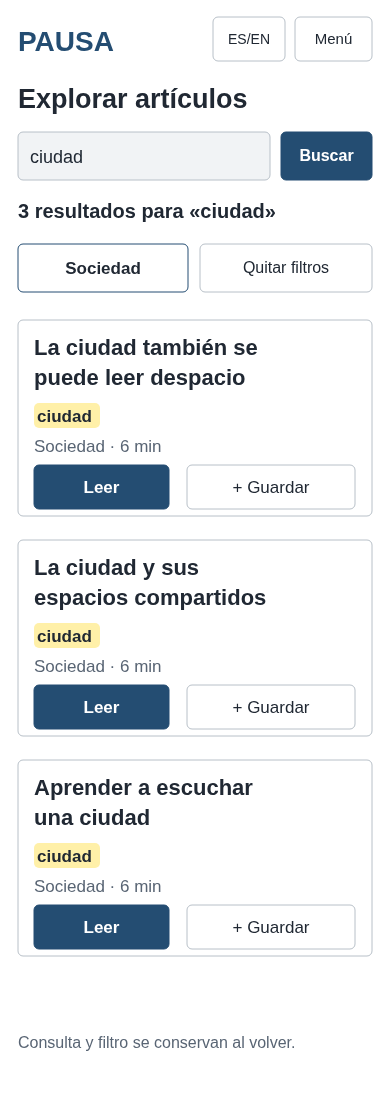 PAUSA
ES/EN
Menú
Explorar artículos
ciudad
Buscar
3 resultados para «ciudad»
Sociedad
Quitar filtros
La ciudad también se
puede leer despacio
ciudad
Sociedad · 6 min
Leer
+ Guardar
La ciudad y sus
espacios compartidos
ciudad
Sociedad · 6 min
Leer
+ Guardar
Aprender a escuchar
una ciudad
ciudad
Sociedad · 6 min
Leer
+ Guardar
Consulta y filtro se conservan al volver.